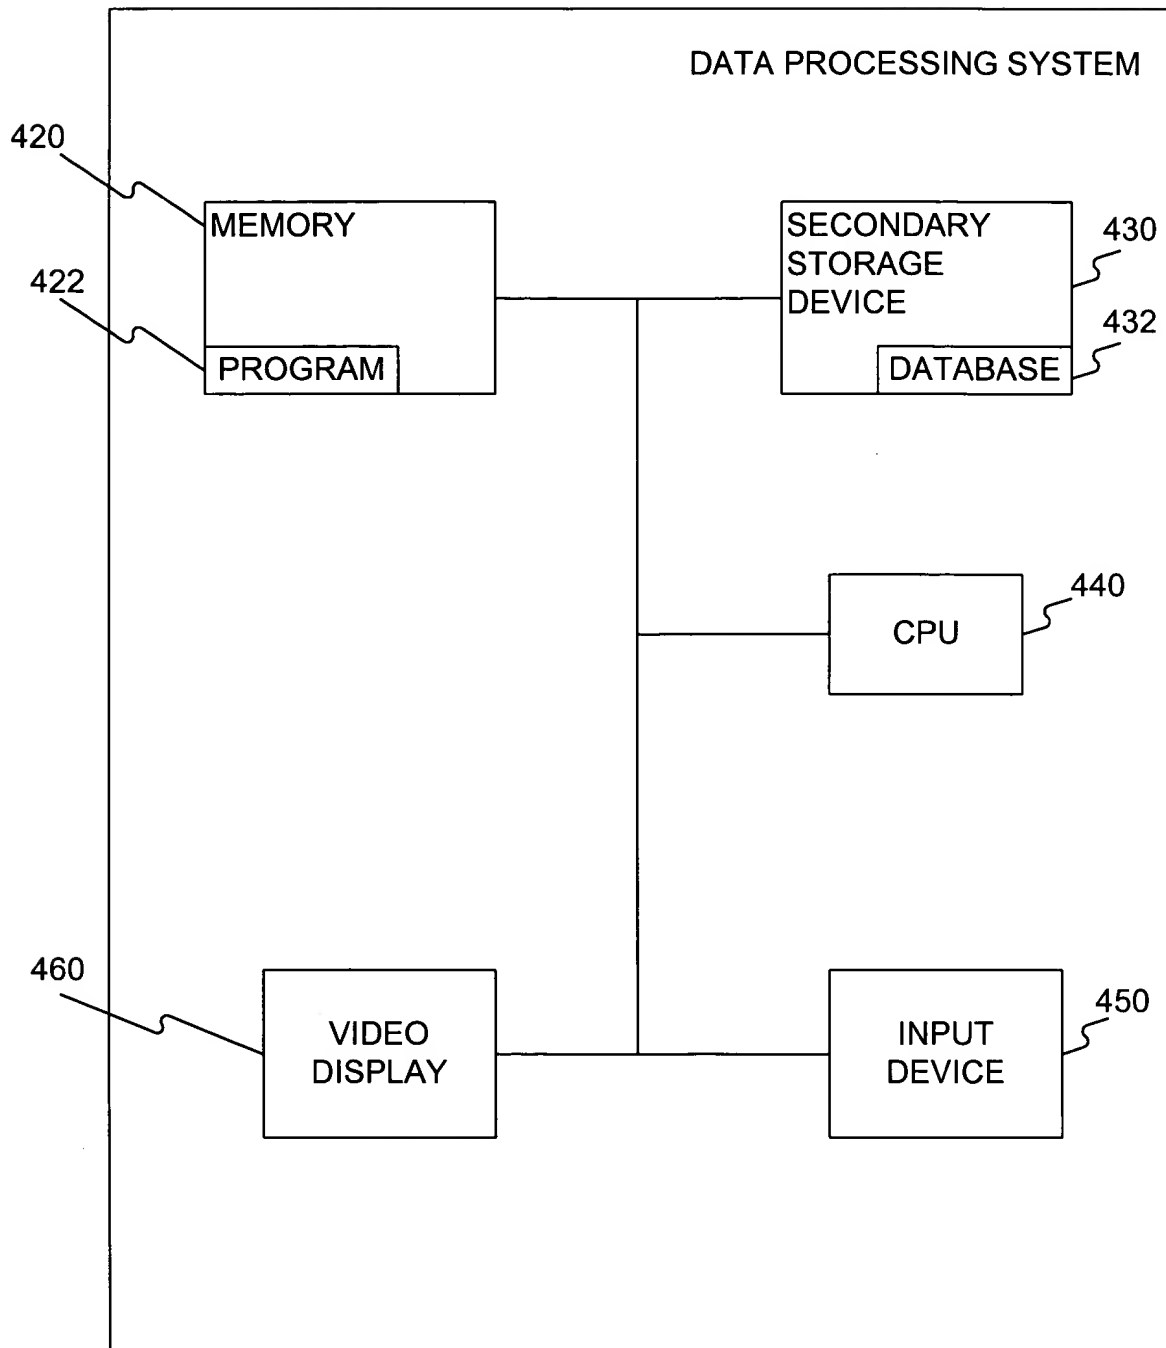 DATA PROCESSING SYSTEM
420
MEMORY
422
PROGRAM
SECONDARY
STORAGE
DEVICE
430
432
DATABASE
440
CPU
460
VIDEO
DISPLAY
450
INPUT
DEVICE